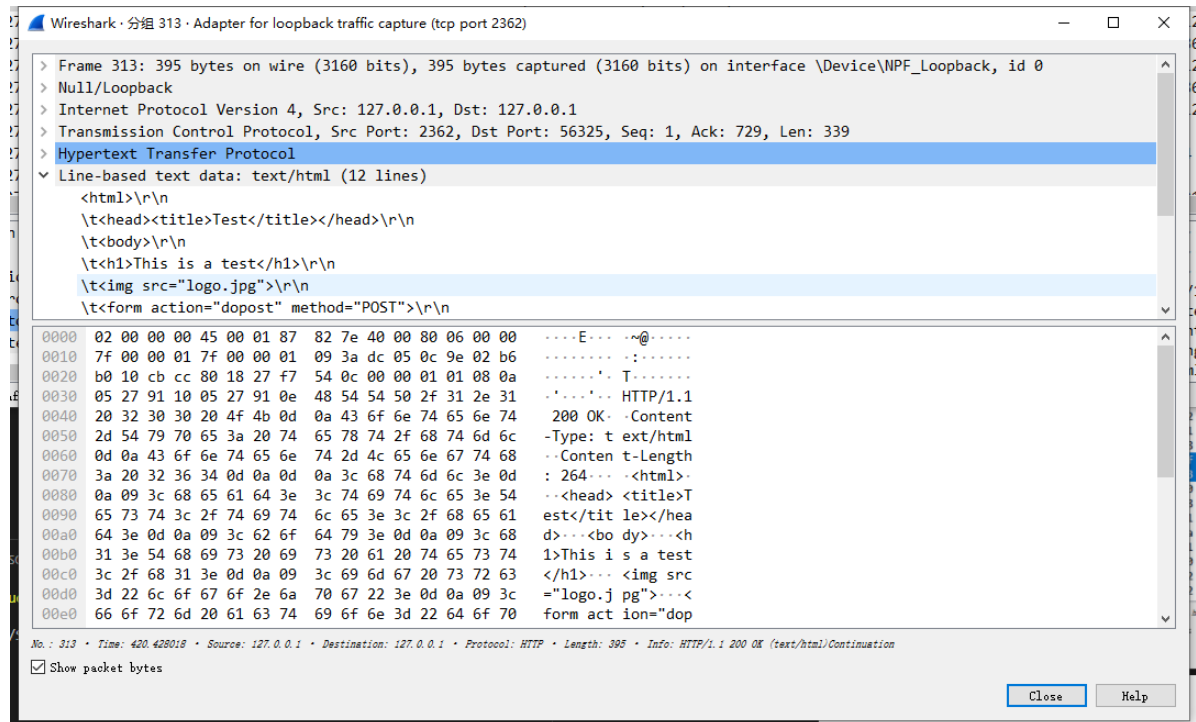 Wireshark · 分组 313 · Adapter for loopback traffic capture (tcp port 2362)
> Frame 313: 395 bytes on wire (3160 bits), 395 bytes captured (3160 bits) on interface \Device\NPF_Loopback, id 0
> Null/Loopback
> Internet Protocol Version 4, Src: 127.0.0.1, Dst: 127.0.0.1
> Transmission Control Protocol, Src Port: 2362, Dst Port: 56325, Seq: 1, Ack: 729, Len: 339
> Hypertext Transfer Protocol
Line-based text data: text/html (12 lines)
<html>\r\n
\t<head><title>Test</title></head>\r\n
\t<body>\r\n
\t<h1>This is a test</h1>\r\n
\t<img src="logo.jpg">\r\n
\t<form action="dopost" method="POST">\r\n
0000 02 00 00 00 45 00 01 87 82 7e 40 00 80 06 00 00 ····E··· ·~@·····
0010 7f 00 00 01 7f 00 00 01 09 3a dc 05 0c 9e 02 b6 ········ ·:······
0020 b0 10 cb cc 80 18 27 f7 54 0c 00 00 01 01 08 0a ······'· T·······
0030 05 27 91 10 05 27 91 0e 48 54 54 50 2f 31 2e 31 ·'···'·· HTTP/1.1
0040 20 32 30 30 20 4f 4b 0d 0a 43 6f 6e 74 65 6e 74 200 OK· ·Content
0050 2d 54 79 70 65 3a 20 74 65 78 74 2f 68 74 6d 6c -Type: t ext/html
0060 0d 0a 43 6f 6e 74 65 6e 74 2d 4c 65 6e 67 74 68 ··Conten t-Length
0070 3a 20 32 36 34 0d 0a 0d 0a 3c 68 74 6d 6c 3e 0d : 264··· ·<html>·
0080 0a 09 3c 68 65 61 64 3e 3c 74 69 74 6c 65 3e 54 ··<head> <title>T
0090 65 73 74 3c 2f 74 69 74 6c 65 3e 3c 2f 68 65 61 est</tit le></hea
00a0 64 3e 0d 0a 09 3c 62 6f 64 79 3e 0d 0a 09 3c 68 d>···<bo dy>···<h
00b0 31 3e 54 68 69 73 20 69 73 20 61 20 74 65 73 74 1>This i s a test
00c0 3c 2f 68 31 3e 0d 0a 09 3c 69 6d 67 20 73 72 63 </h1>··· <img src
00d0 3d 22 6c 6f 67 6f 2e 6a 70 67 22 3e 0d 0a 09 3c ="logo.j pg">···<
00e0 66 6f 72 6d 20 61 63 74 69 6f 6e 3d 22 64 6f 70 form act ion="dop
No.: 313 · Time: 420.428018 · Source: 127.0.0.1 · Destination: 127.0.0.1 · Protocol: HTTP · Length: 395 · Info: HTTP/1.1 200 OK (text/html)Continuation
Show packet bytes
Close
Help